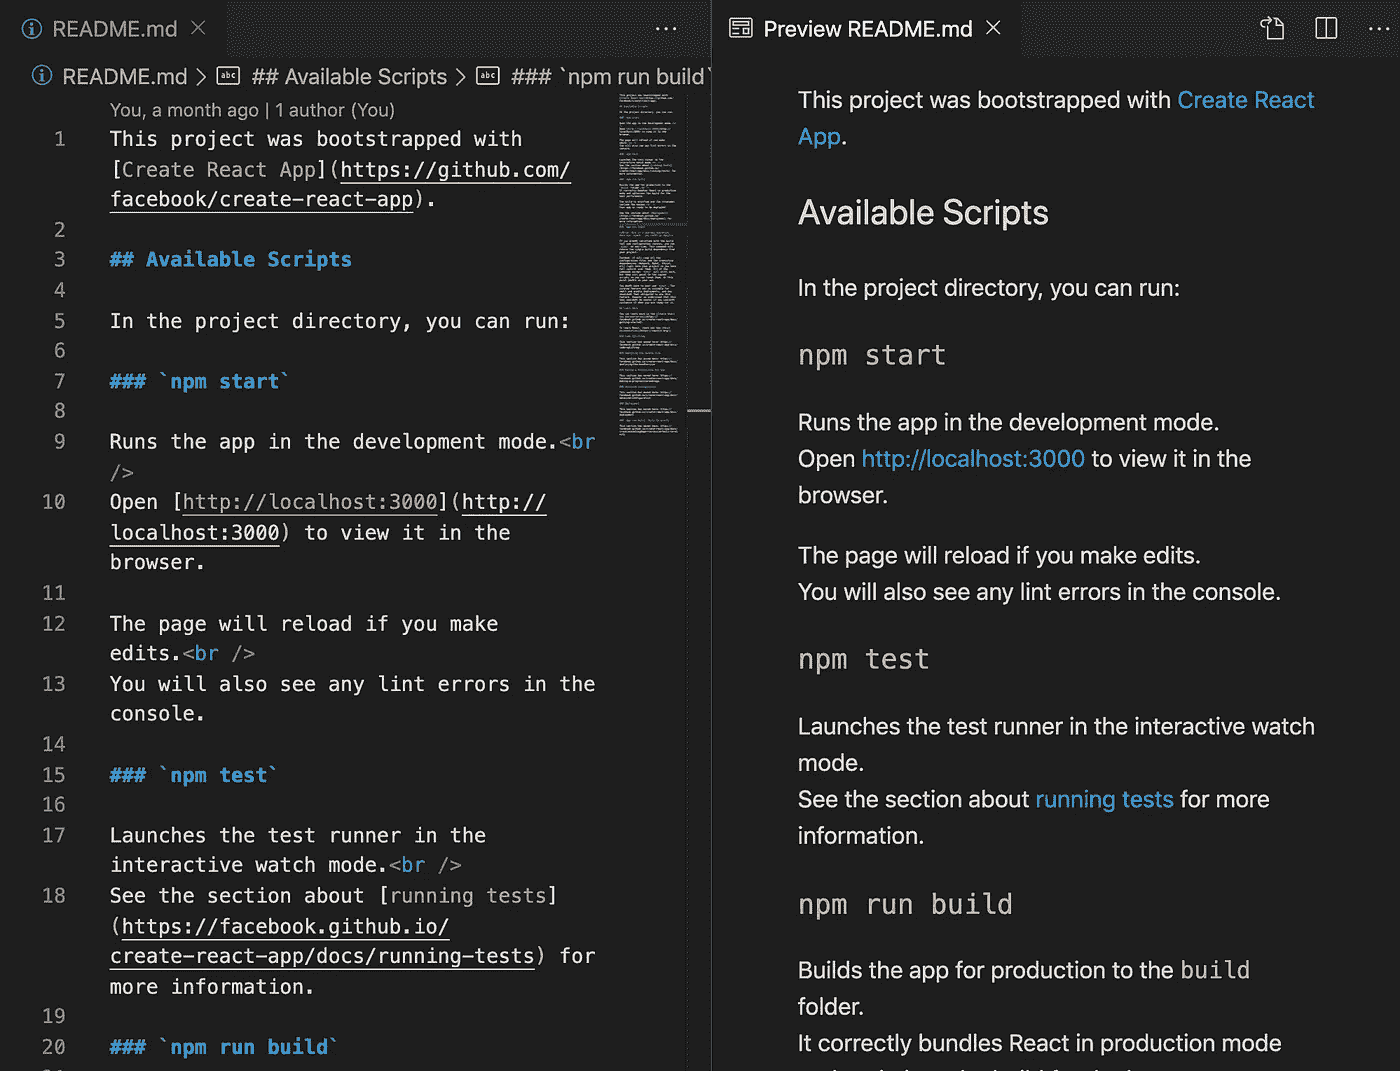 README.md
README.md > ## Available Scripts > ### `npm run build`
You, a month ago | 1 author (You)
1 This project was bootstrapped with
[Create React App](https://github.com/
facebook/create-react-app).
2
3 ## Available Scripts
4
5 In the project directory, you can run:
6
7 ### `npm start`
8
9 Runs the app in the development mode.<br
/>
10 Open [http://localhost:3000](http://
localhost:3000) to view it in the
browser.
11
12 The page will reload if you make
edits.<br />
13 You will also see any lint errors in the
console.
14
15 ### `npm test`
16
17 Launches the test runner in the
interactive watch mode.<br />
18 See the section about [running tests]
(https://facebook.github.io/
create-react-app/docs/running-tests) for
more information.
19
20 ### `npm run build`
Preview README.md
This project was bootstrapped with Create React
App.
Available Scripts
In the project directory, you can run:
npm start
Runs the app in the development mode.
Open http://localhost:3000 to view it in the
browser.
The page will reload if you make edits.
You will also see any lint errors in the console.
npm test
Launches the test runner in the interactive watch
mode.
See the section about running tests for more
information.
npm run build
Builds the app for production to the build
folder.
It correctly bundles React in production mode